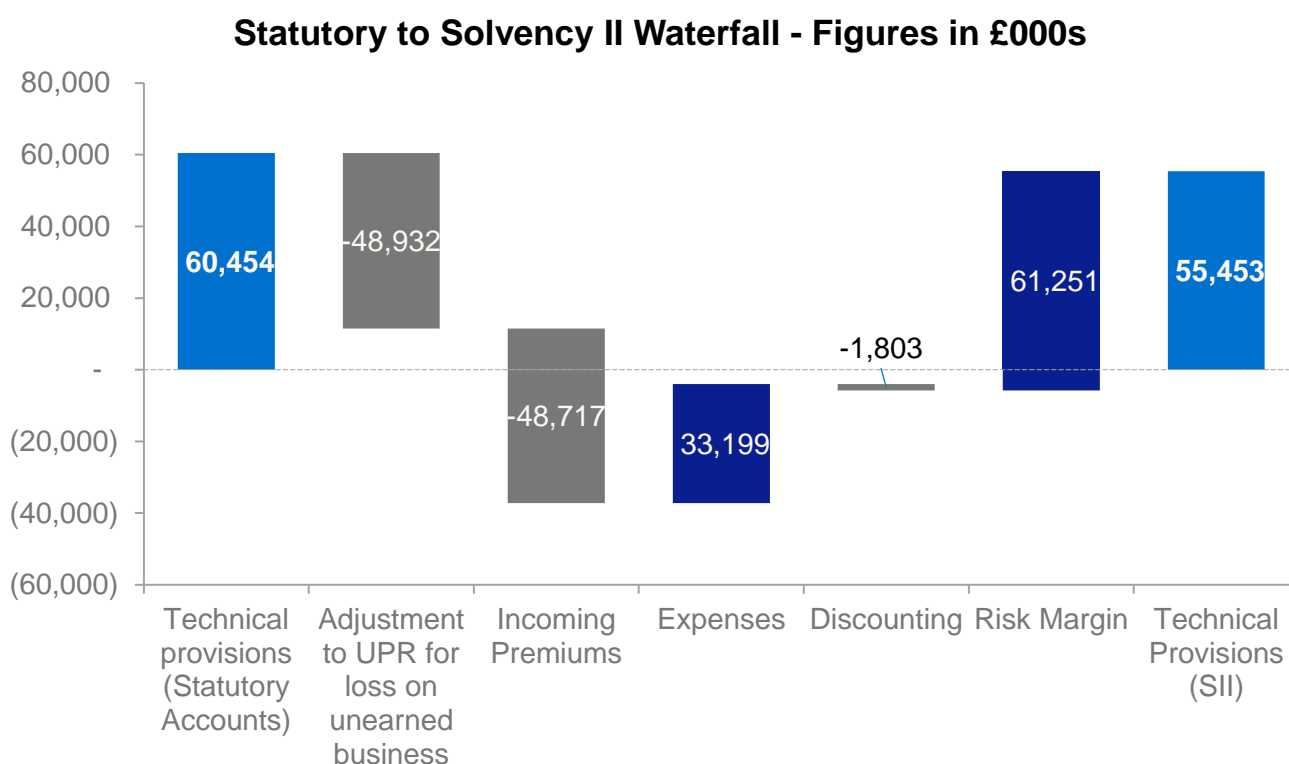 Statutory to Solvency II Waterfall - Figures in £000s
80,000
60,000
40,000
20,000
-
(20,000)
(40,000)
(60,000)
60,454
-48,932
-48,717
33,199
-1,803
61,251
55,453
Technical
provisions
(Statutory
Accounts)
Adjustment
to UPR for
loss on
unearned
business
Incoming
Premiums
Expenses
Discounting
Risk Margin
Technical
Provisions
(SII)